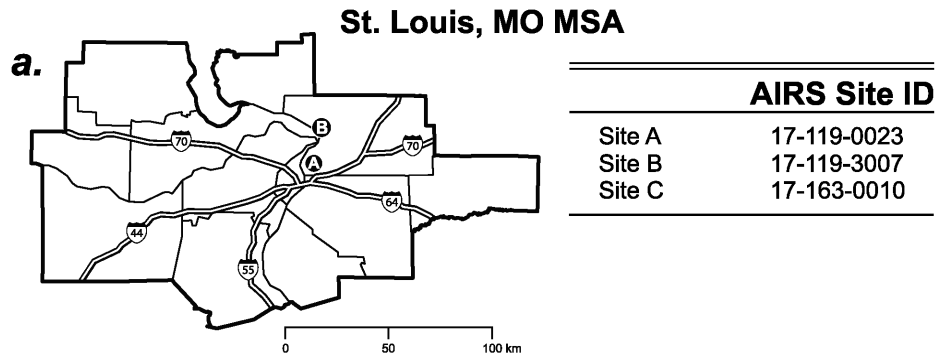 St. Louis, MO MSA
a.
AIRS Site ID
Site A 17-119-0023
Site B 17-119-3007
Site C 17-163-0010
B
70
70
A
64
44
55
0 50 100 km